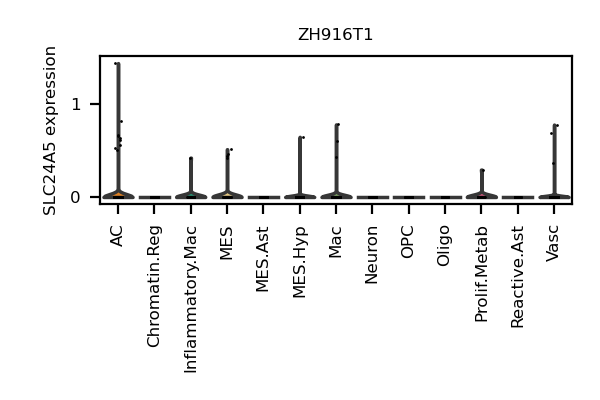 ZH916T1
SLC24A5 expression
1
0
AC
Chromatin.Reg
Inflammatory.Mac
MES
MES.Ast
MES.Hyp
Mac
Neuron
OPC
Oligo
Prolif.Metab
Reactive.Ast
Vasc